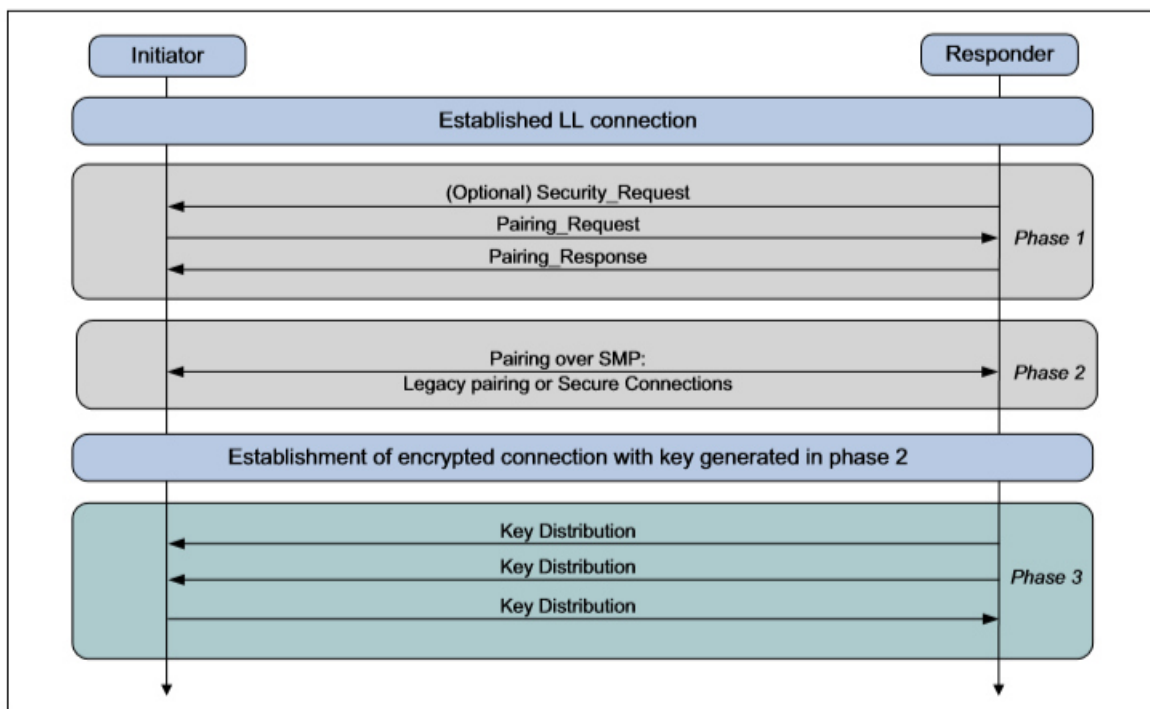 Initiator
Responder
Established LL connection
(Optional) Security_Request
Pairing_Request
Phase 1
Pairing_Response
Pairing over SMP:
Phase 2
Legacy pairing or Secure Connections
Establishment of encrypted connection with key generated in phase 2
Key Distribution
Key Distribution
Phase 3
Key Distribution